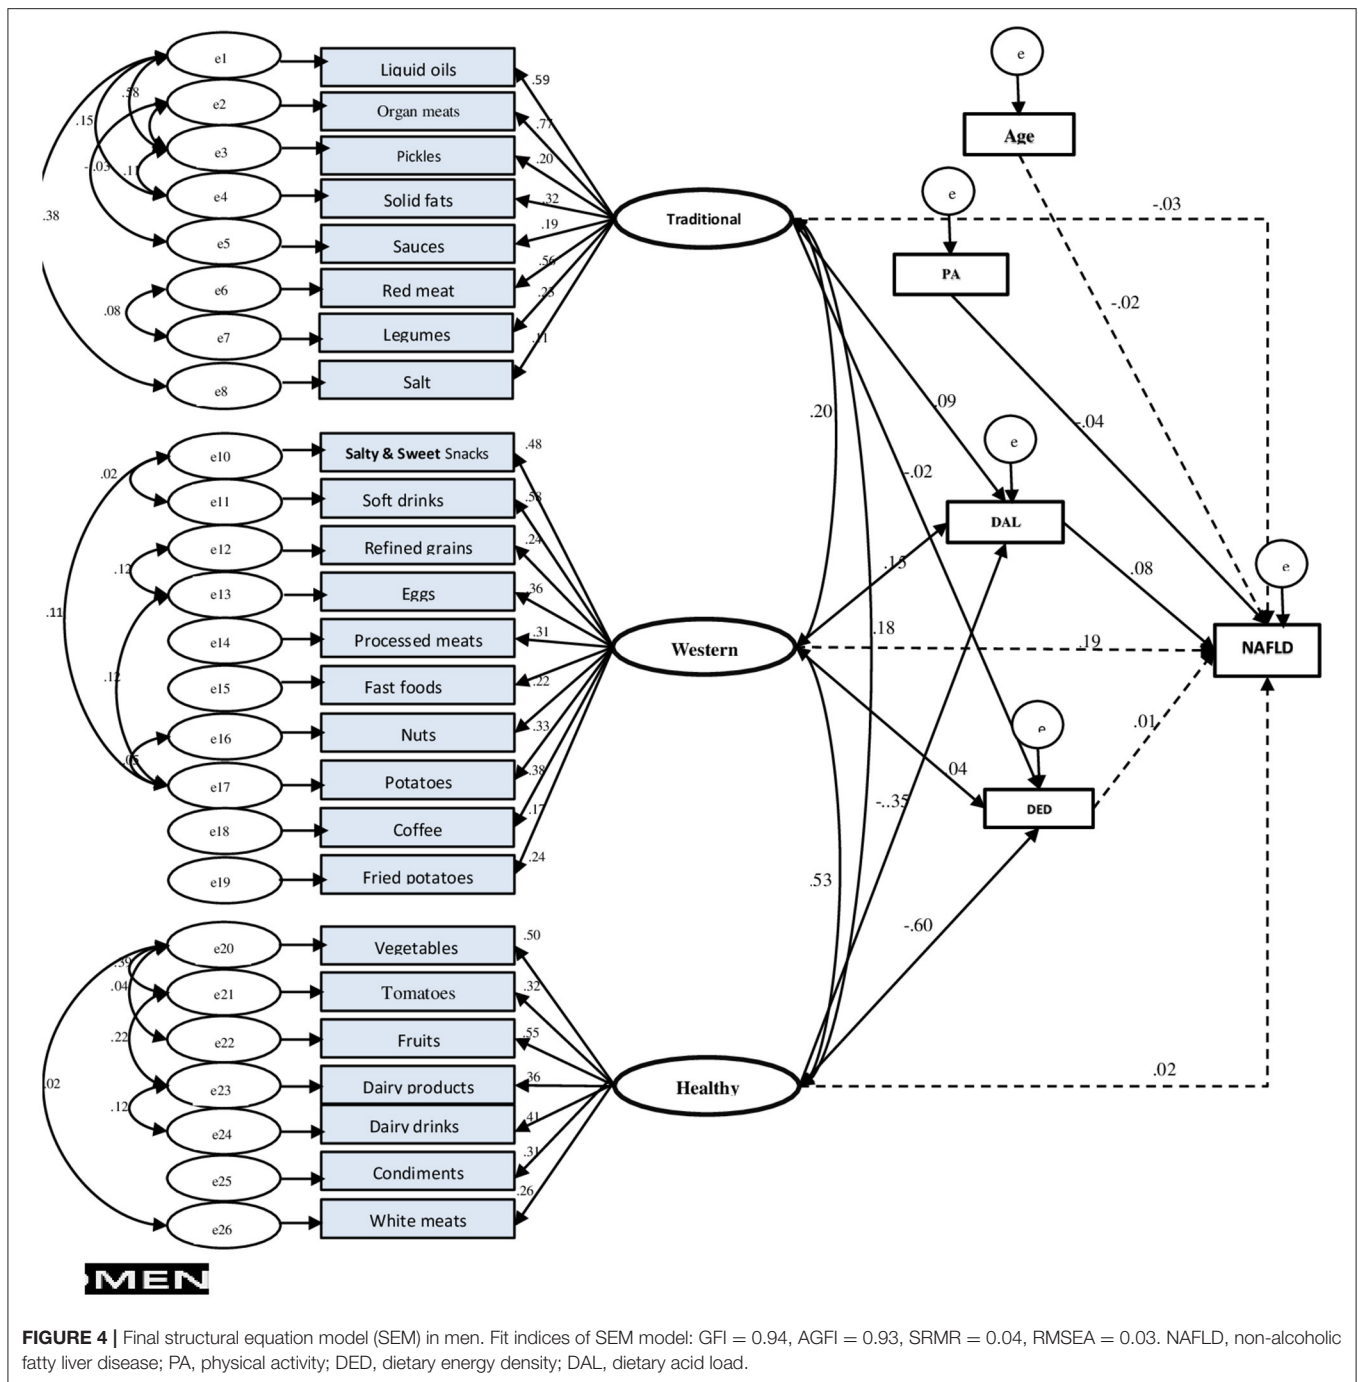 e1
Liquid oils
.59
e2
Organ meats
.77
e3
Pickles
.20
e4
Solid fats
.32
e5
Sauces
.19
e6
Red meat
.56
e7
Legumes
.23
e8
Salt
.11
.58
.15
-.03
.11
.38
.08
Traditional
e
Age
e
PA
-.03
-.02
-.04
.09
-.02
.20
e10
Salty & Sweet Snacks
.48
e11
Soft drinks
.58
e12
Refined grains
.24
e13
Eggs
.36
e14
Processed meats
.31
e15
Fast foods
.22
e16
Nuts
.33
e17
Potatoes
.38
e18
Coffee
.17
e19
Fried potatoes
.24
.02
.12
.11
.12
.05
Western
e
DAL
.15
.08
.18
.19
e
NAFLD
e
DED
.01
04
-..35
.53
-.60
e20
Vegetables
.50
e21
Tomatoes
.32
e22
Fruits
.55
e23
Dairy products
.36
e24
Dairy drinks
.41
e25
Condiments
.31
e26
White meats
.26
.39
.04
.22
.02
.12
Healthy
.02
MEN
FIGURE 4 | Final structural equation model (SEM) in men. Fit indices of SEM model: GFI = 0.94, AGFI = 0.93, SRMR = 0.04, RMSEA = 0.03. NAFLD, non-alcoholic
fatty liver disease; PA, physical activity; DED, dietary energy density; DAL, dietary acid load.